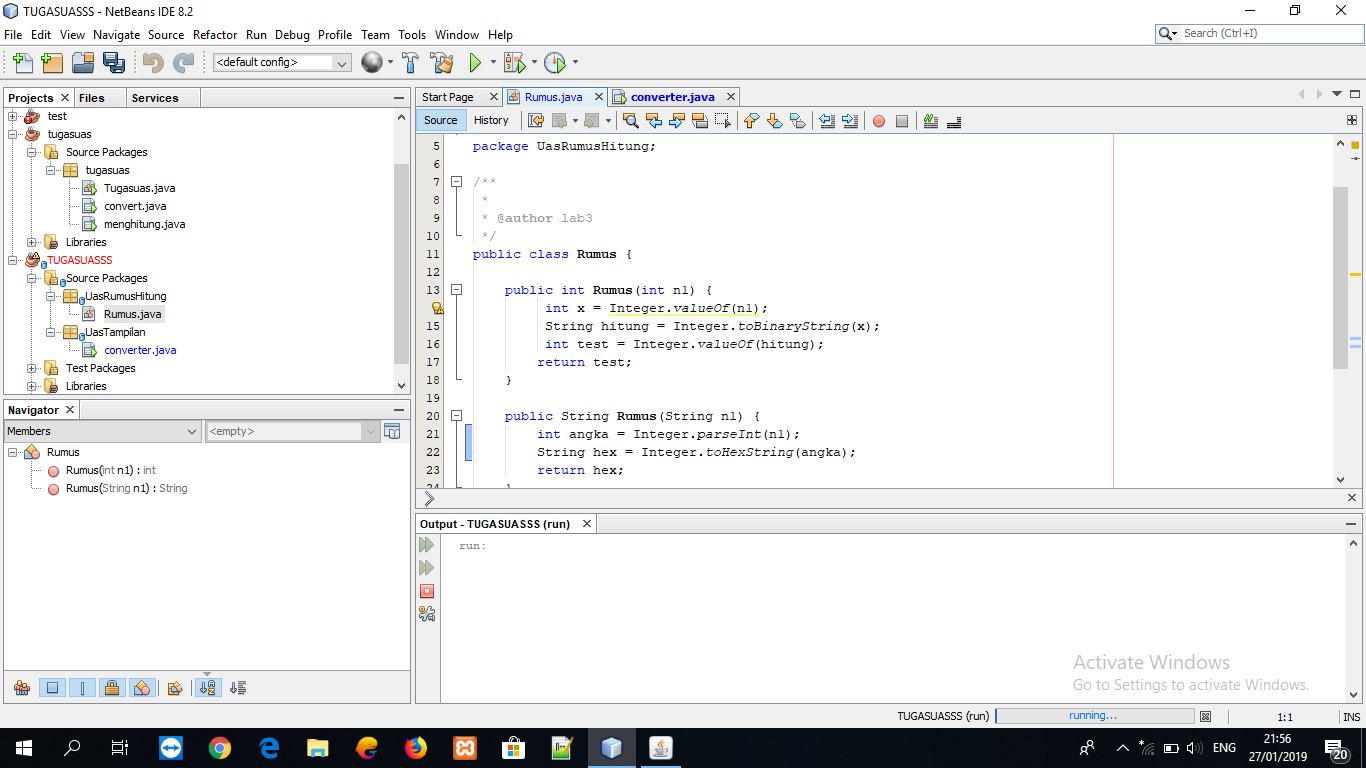 TUGASUASSS - NetBeans IDE 8.2
File Edit View Navigate Source Refactor Run Debug Profile Team Tools Window Help
Search (Ctrl+I)
<default config>
Projects Files Services
test
tugasuas
Source Packages
tugasuas
Tugasuas.java
convert.java
menghitung.java
Libraries
TUGASUASSS
Source Packages
UasRumusHitung
Rumus.java
UasTampilan
converter.java
Test Packages
Libraries
Navigator
Members
<empty>
Rumus
Rumus(int n1) : int
Rumus(String n1) : String
Start Page Rumus.java converter.java
Source History
5 package UasRumusHitung;
6
7 /**
8 *
9 * @author lab3
10 */
11 public class Rumus {
12
13 public int Rumus(int n1) {
int x = Integer.valueOf(n1);
15 String hitung = Integer.toBinaryString(x);
16 int test = Integer.valueOf(hitung);
17 return test;
18 }
19
20 public String Rumus(String n1) {
21 int angka = Integer.parseInt(n1);
22 String hex = Integer.toHexString(angka);
23 return hex;
24 }
Output - TUGASUASSS (run)
run:
Activate Windows
Go to Settings to activate Windows.
TUGASUASSS (run) running... 1:1 INS
ENG
21:56
27/01/2019
20